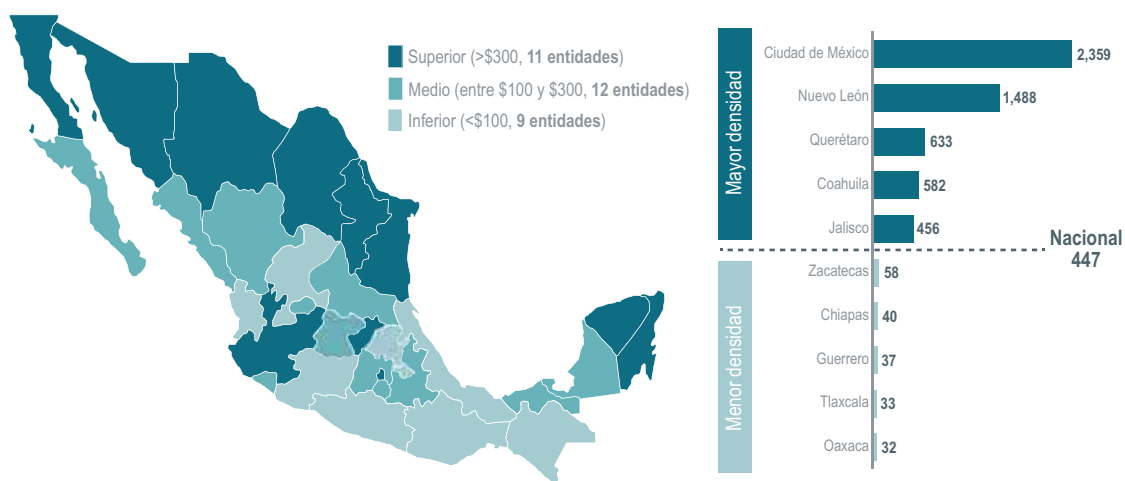 Superior (>$300, 11 entidades)
Medio (entre $100 y $300, 12 entidades)
Inferior (<$100, 9 entidades)
Mayor densidad
Ciudad de México 2,359
Nuevo León 1,488
Querétaro 633
Coahuila 582
Jalisco 456
Nacional
447
Menor densidad
Zacatecas 58
Chiapas 40
Guerrero 37
Tlaxcala 33
Oaxaca 32